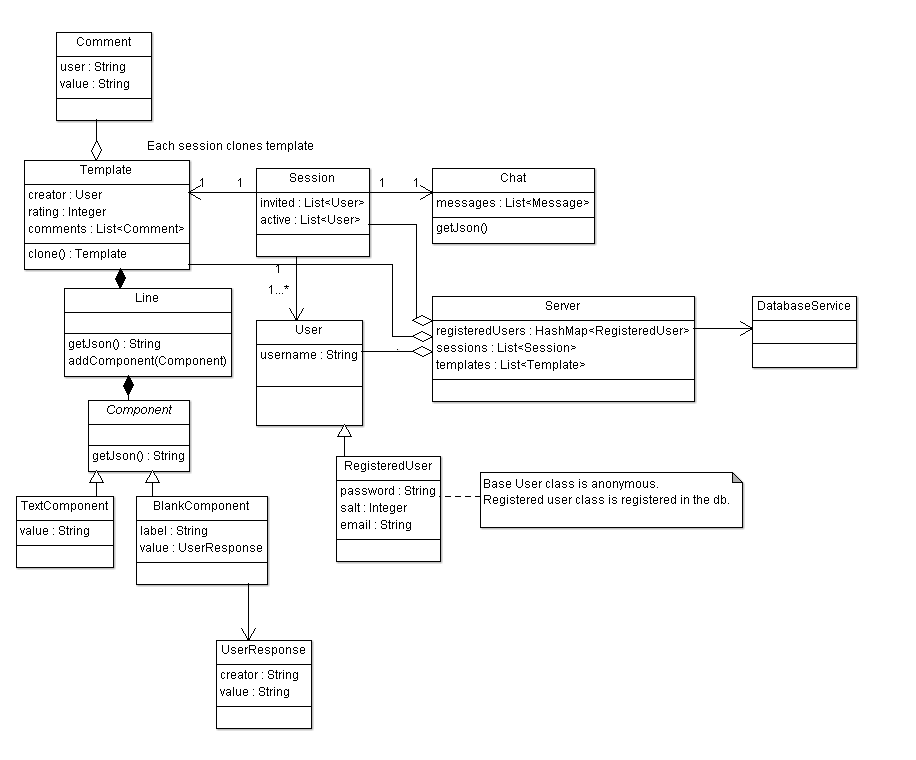 Comment
user : String
value : String
Each session clones template
Template
creator : User
rating : Integer
comments : List<Comment>
clone() : Template
1
1
Session
invited : List<User>
active : List<User>
1
1
Chat
messages : List<Message>
getJson()
1
1...*
Line
getJson() : String
addComponent(Component)
User
username : String
Server
registeredUsers : HashMap<RegisteredUser>
sessions : List<Session>
templates : List<Template>
DatabaseService
Component
getJson() : String
RegisteredUser
password : String
salt : Integer
email : String
Base User class is anonymous.
Registered user class is registered in the db.
TextComponent
value : String
BlankComponent
label : String
value : UserResponse
UserResponse
creator : String
value : String